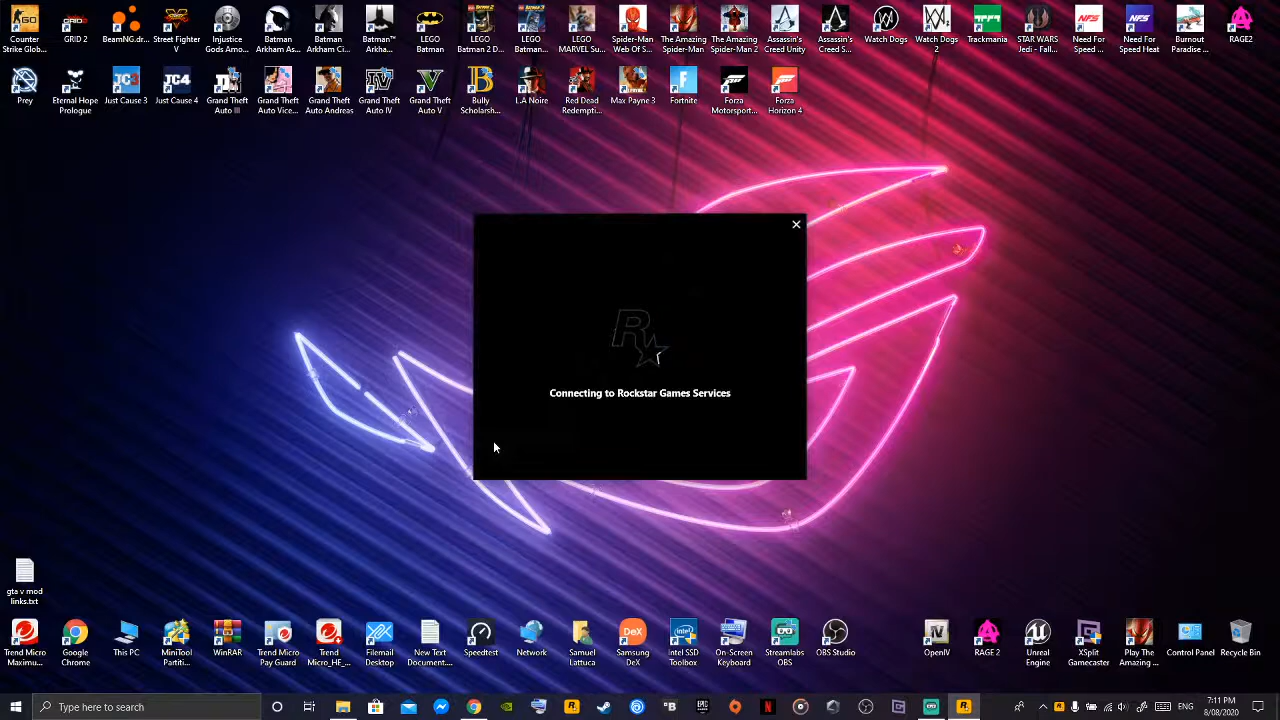 Counter
Strike Glob...
GRID 2
BeamNG.dr...
Street Fighter
V
Injustice
Gods Amon...
Batman
Arkham As...
Batman
Arkham Ci...
Batman
Arkha...
LEGO
Batman
LEGO
Batman 2 D...
LEGO
Batman...
LEGO
MARVEL Su...
Spider-Man
Web Of S...
The Amazing
Spider-Man
The Amazing
Spider-Man 2
Assassin's
Creed Unity
Assassin's
Creed S...
Watch Dogs
Watch Dogs
2
Trackmania
STAR WARS
Jedi - Fall...
Need For
Speed ...
Need For
Speed Heat
Burnout
Paradise ...
RAGE2
Prey
Eternal Hope
Prologue
Just Cause 3
Just Cause 4
Grand Theft
Auto III
Grand Theft
Auto Vice...
Grand Theft
Auto Andreas
Grand Theft
Auto IV
Grand Theft
Auto V
Bully
Scholarsh...
L.A Noire
Red Dead
Redempti...
Max Payne 3
Fortnite
Forza
Motorsport...
Forza
Horizon 4
Connecting to Rockstar Games Services
gta v mod
links.txt
Trend Micro
Maximu...
Google
Chrome
This PC
MiniTool
Partiti...
WinRAR
Trend Micro
Pay Guard
Trend
Micro_HE_...
Filemail
Desktop
New Text
Document....
Speedtest
Network
Samuel
Lattuca
Samsung
DeX
Intel SSD
Toolbox
On-Screen
Keyboard
Streamlabs
OBS
OBS Studio
OpenIV
RAGE 2
Unreal
Engine
XSplit
Gamecaster
Play The
Amazing ...
Control Panel
Recycle Bin
Type here to search
ENG
7:11 PM
8/08/2020